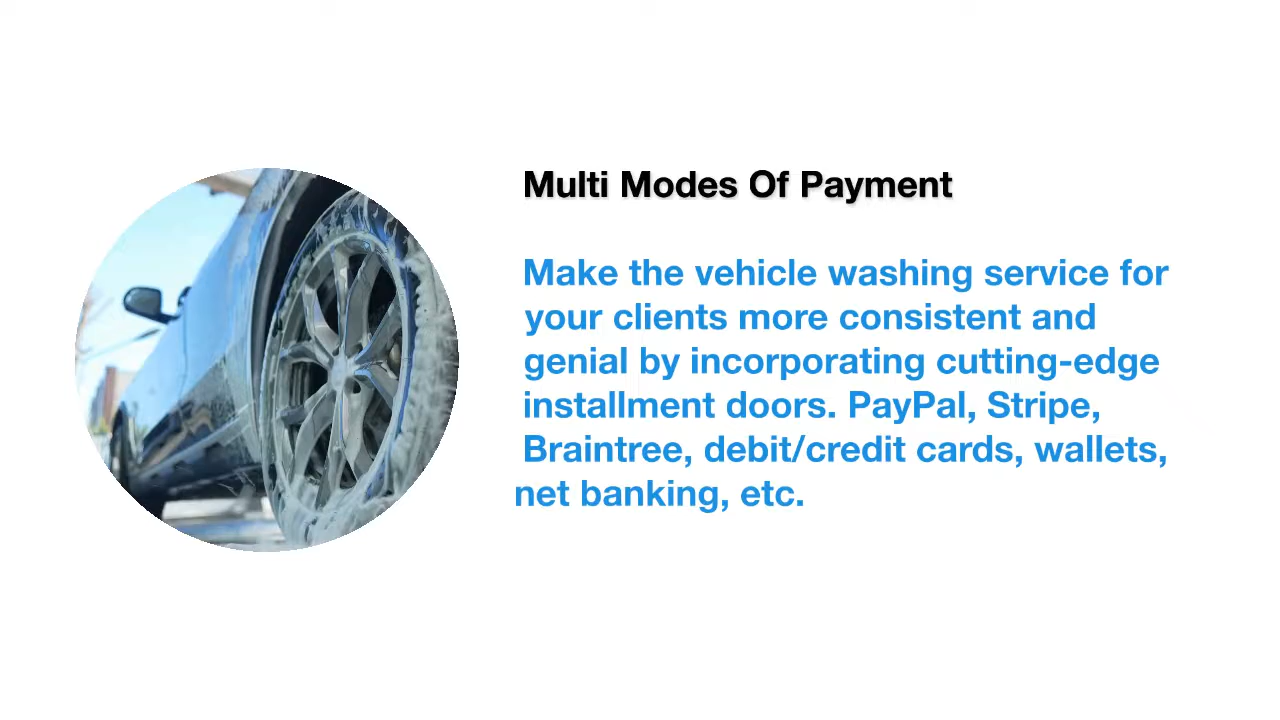 Multi Modes Of Payment
Make the vehicle washing service for
your clients more consistent and
genial by incorporating cutting-edge
installment doors. PayPal, Stripe,
Braintree, debit/credit cards, wallets,
net banking, etc.